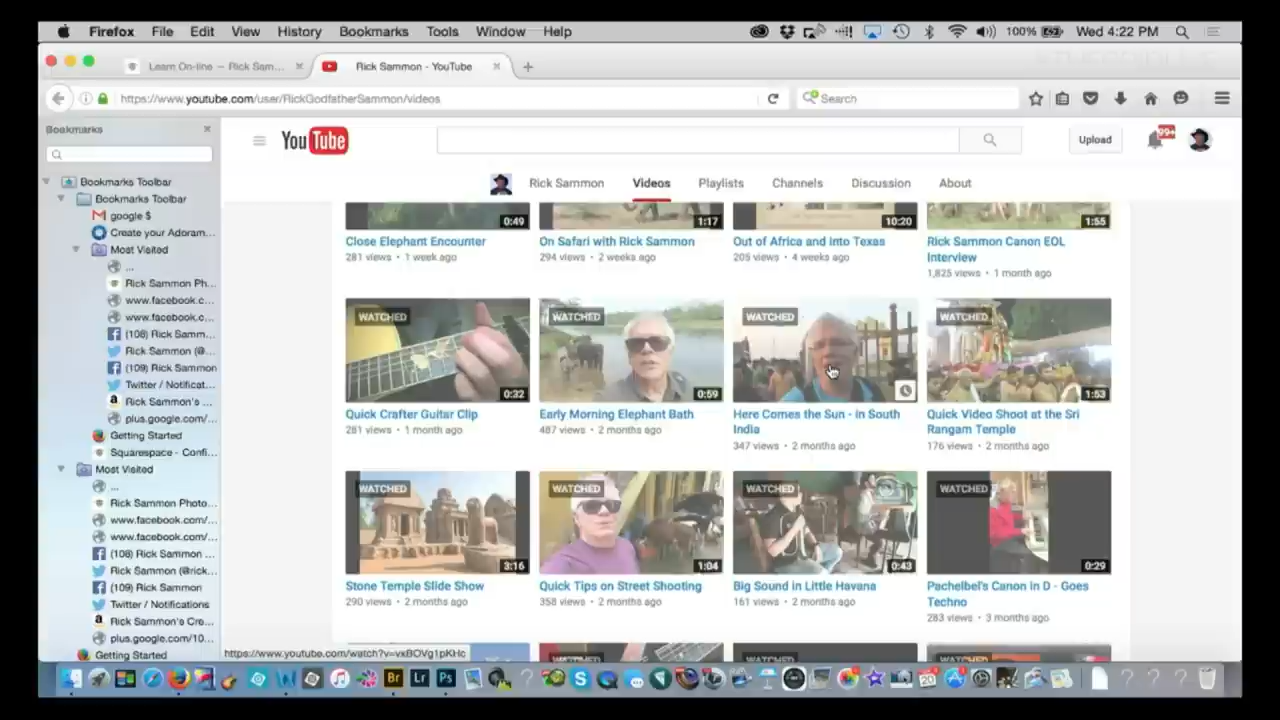 Firefox File Edit View History Bookmarks Tools Window Help 100% Wed 4:22 PM
Learn On-line – Rick Sam... Rick Sammon - YouTube
https://www.youtube.com/user/RickGodfatherSammon/videos
Search
Bookmarks
Bookmarks Toolbar
Bookmarks Toolbar
google $
Create your Adoram...
Most Visited
...
Rick Sammon Ph...
www.facebook.c...
www.facebook.c...
(108) Rick Samm...
Rick Sammon (@...
(109) Rick Sammon
Twitter / Notificat...
Rick Sammon's ...
plus.google.com/...
Getting Started
Squarespace - Confi...
Most Visited
...
Rick Sammon Photo...
www.facebook.com/...
www.facebook.com/...
(108) Rick Sammon ...
Rick Sammon (@rick...
(109) Rick Sammon
Twitter / Notifications
Rick Sammon's Cre...
plus.google.com/10...
Getting Started
YouTube
Upload
99+
Rick Sammon Videos Playlists Channels Discussion About
0:49 1:17 10:20 1:55
Close Elephant Encounter
281 views • 1 week ago
On Safari with Rick Sammon
294 views • 2 weeks ago
Out of Africa and Into Texas
205 views • 4 weeks ago
Rick Sammon Canon EOL
Interview
1,825 views • 1 month ago
WATCHED WATCHED WATCHED WATCHED
0:32 0:59 1:53
Quick Crafter Guitar Clip
281 views • 1 month ago
Early Morning Elephant Bath
487 views • 2 months ago
Here Comes the Sun - in South
India
347 views • 2 months ago
Quick Video Shoot at the Sri
Rangam Temple
176 views • 2 months ago
WATCHED WATCHED WATCHED WATCHED
3:16 1:04 0:43 0:29
Stone Temple Slide Show
290 views • 2 months ago
Quick Tips on Street Shooting
358 views • 2 months ago
Big Sound in Little Havana
161 views • 2 months ago
Pachelbel's Canon in D - Goes
Techno
283 views • 3 months ago
WATCHED WATCHED WATCHED
https://www.youtube.com/watch?v=vxBOVg1pKHc
Br Lr Ps
20